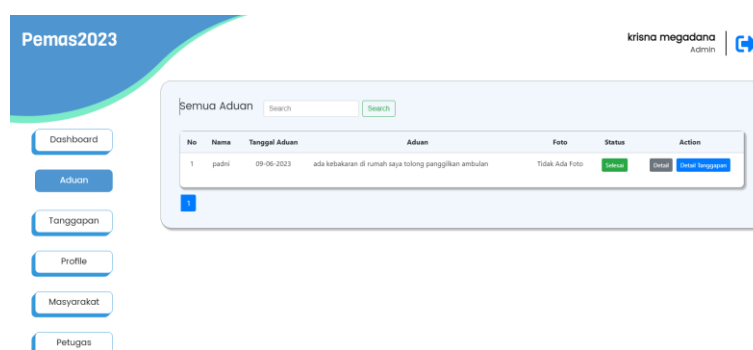 Pemas2023
krisna megadana
Admin
Semua Aduan Search Search
No Nama Tanggal Aduan Aduan Foto Status Action
1 padni 09-06-2023 ada kebakaran di rumah saya tolong panggilkan ambulan Tidak Ada Foto Selesai Detail Detail Tanggapan
1
Dashboard
Aduan
Tanggapan
Profile
Masyarakat
Petugas